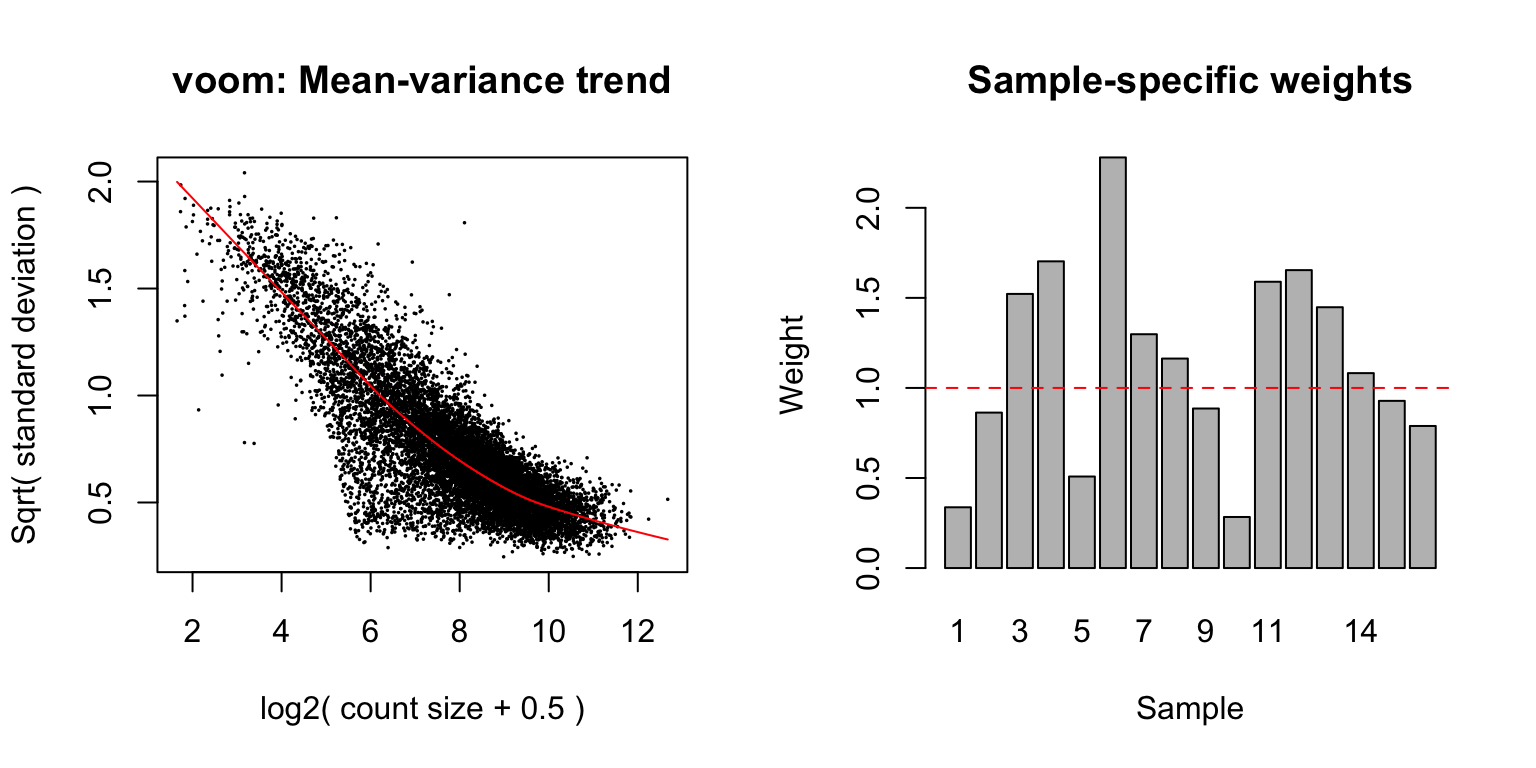 voom: Mean-variance trend
Sqrt( standard deviation )
2.0
1.5
1.0
0.5
2 4 6 8 10 12
log2( count size + 0.5 )
Sample-specific weights
Weight
2.0
1.5
1.0
0.5
0.0
1 3 5 7 9 11 14
Sample